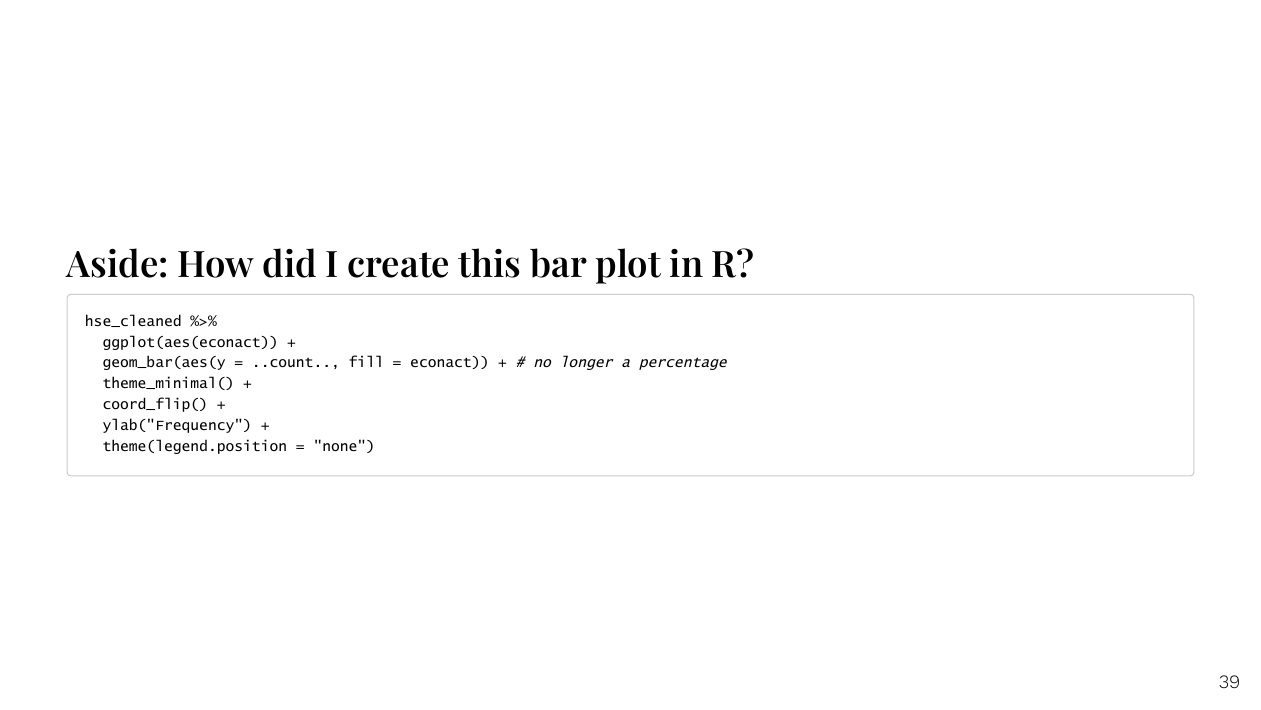 Aside: How did I create this bar plot in R?
hse_cleaned %>%
  ggplot(aes(econact)) +
  geom_bar(aes(y = ..count.., fill = econact)) + # no longer a percentage
  theme_minimal() +
  coord_flip() +
  ylab("Frequency") +
  theme(legend.position = "none")
39